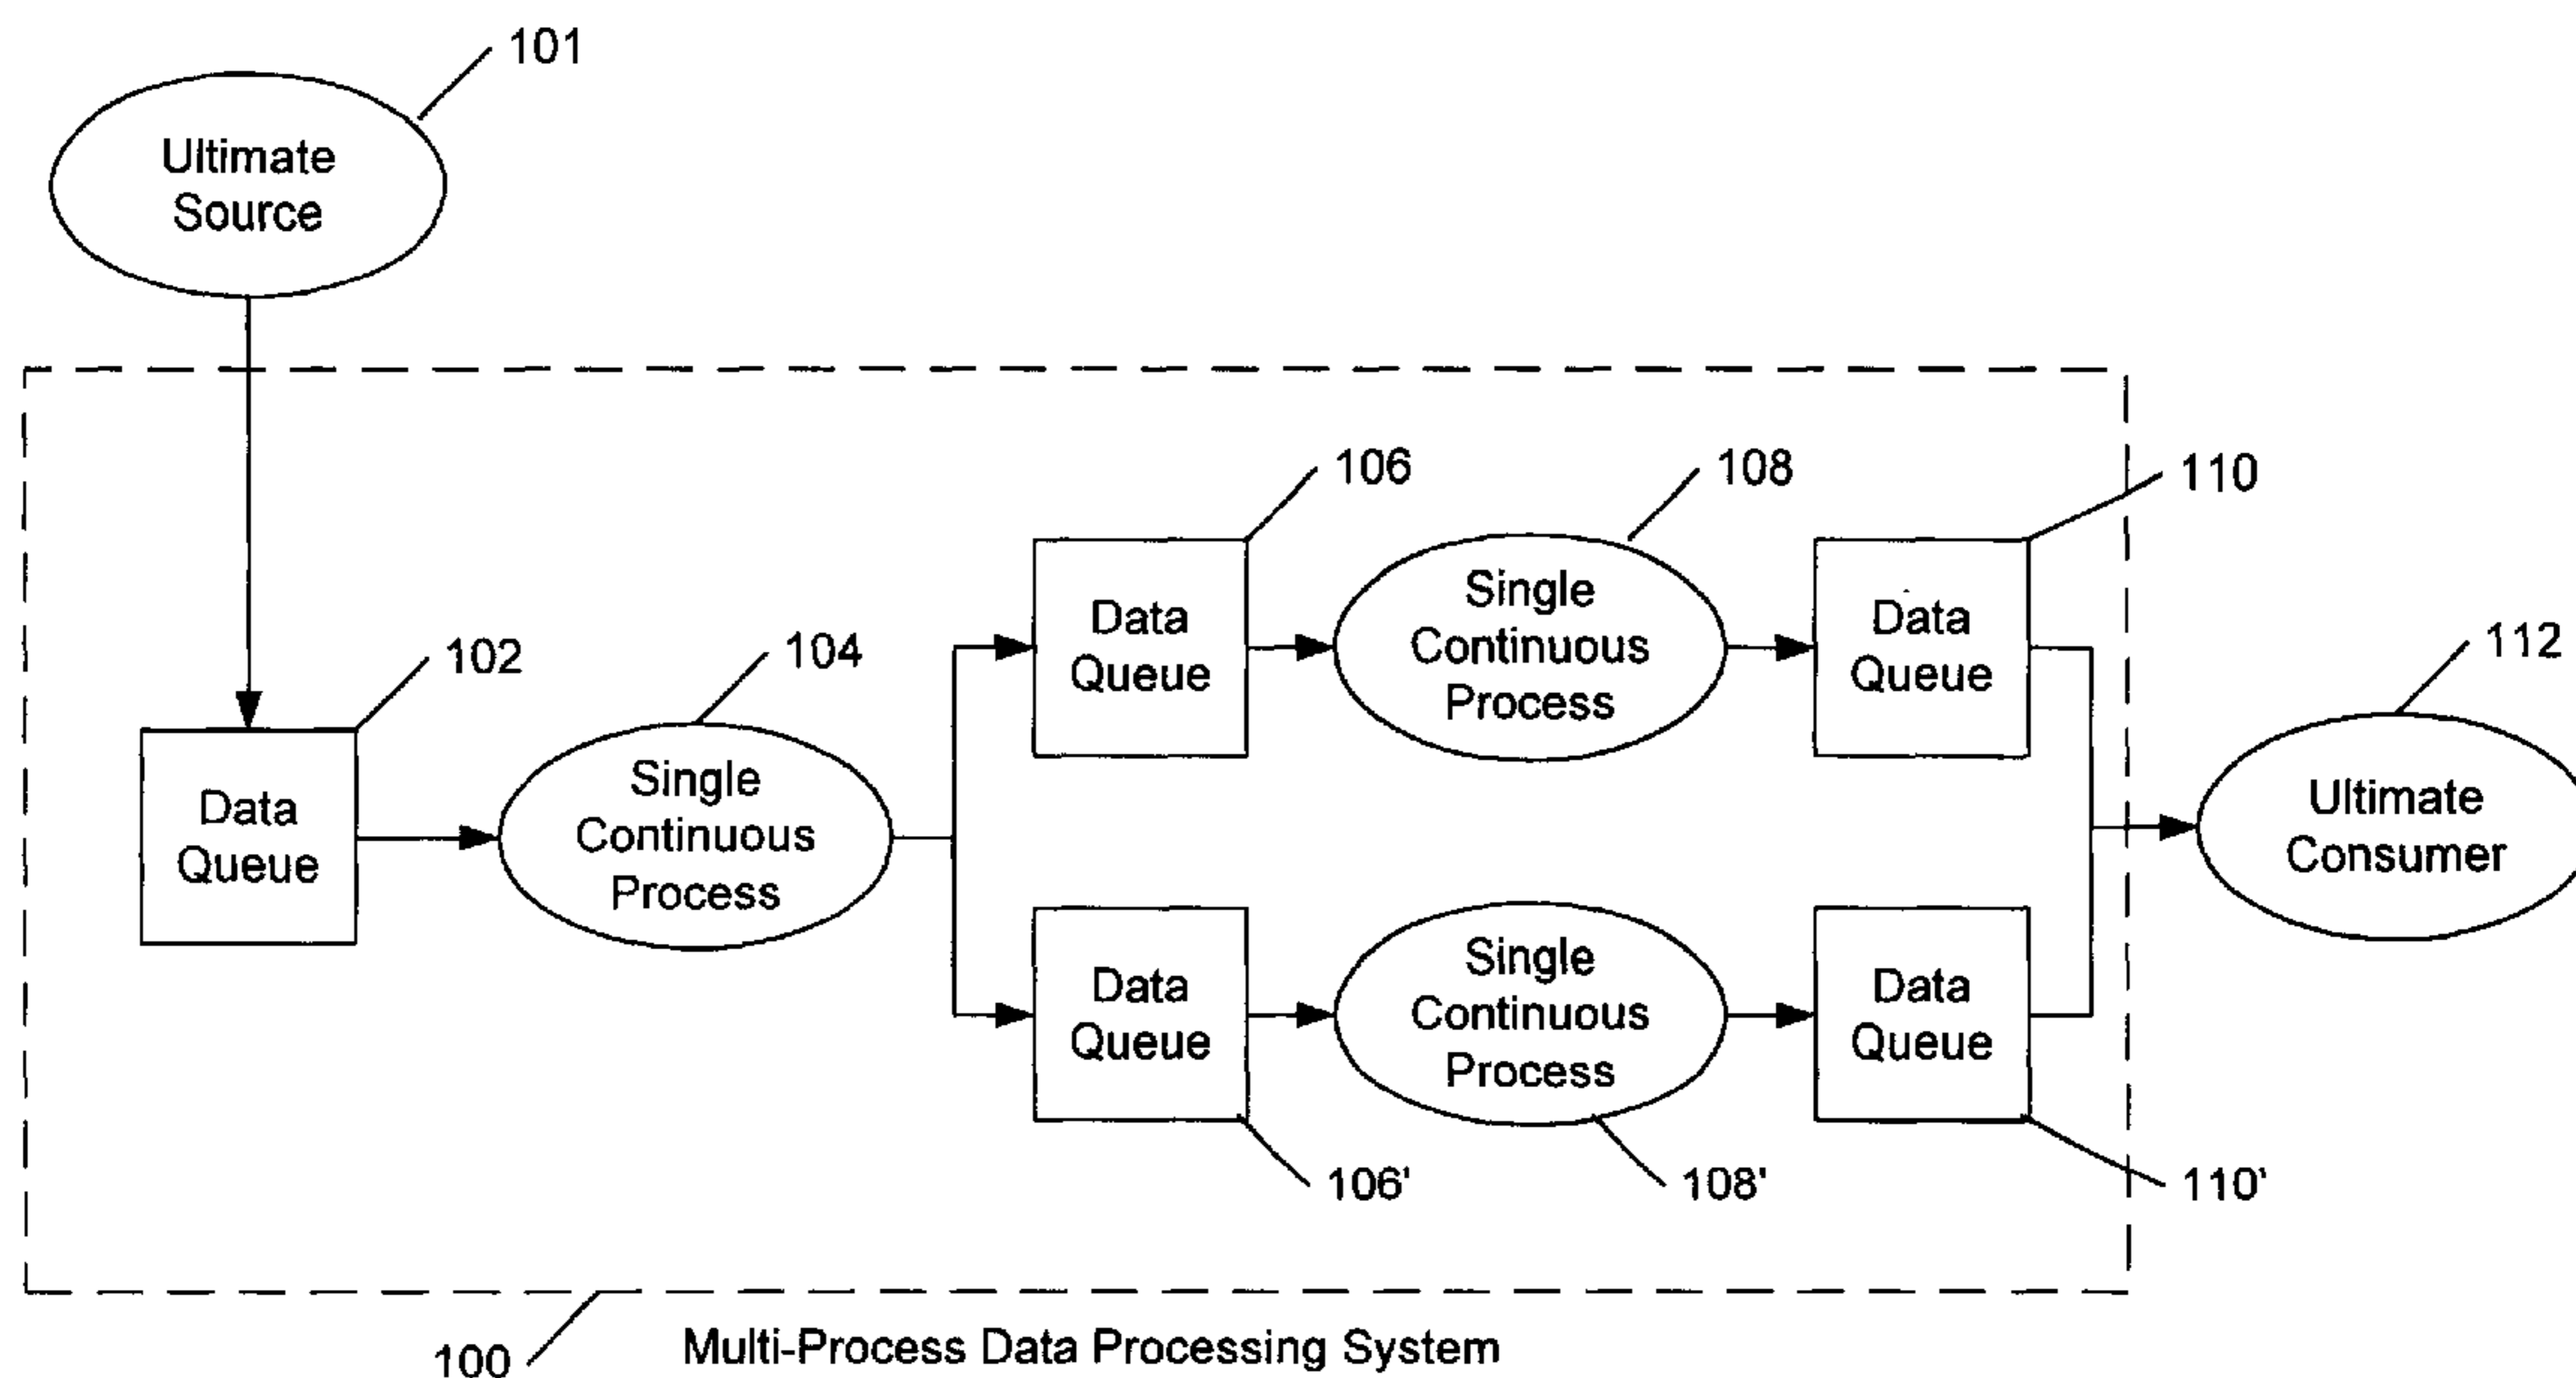 101
Ultimate
Source
106
108
110
102
104
Data
Queue
Single
Continuous
Process
Data
Queue
112
Data
Queue
Single
Continuous
Process
Ultimate
Consumer
Data
Queue
Single
Continuous
Process
Data
Queue
106'
108'
110'
100
Multi-Process Data Processing System